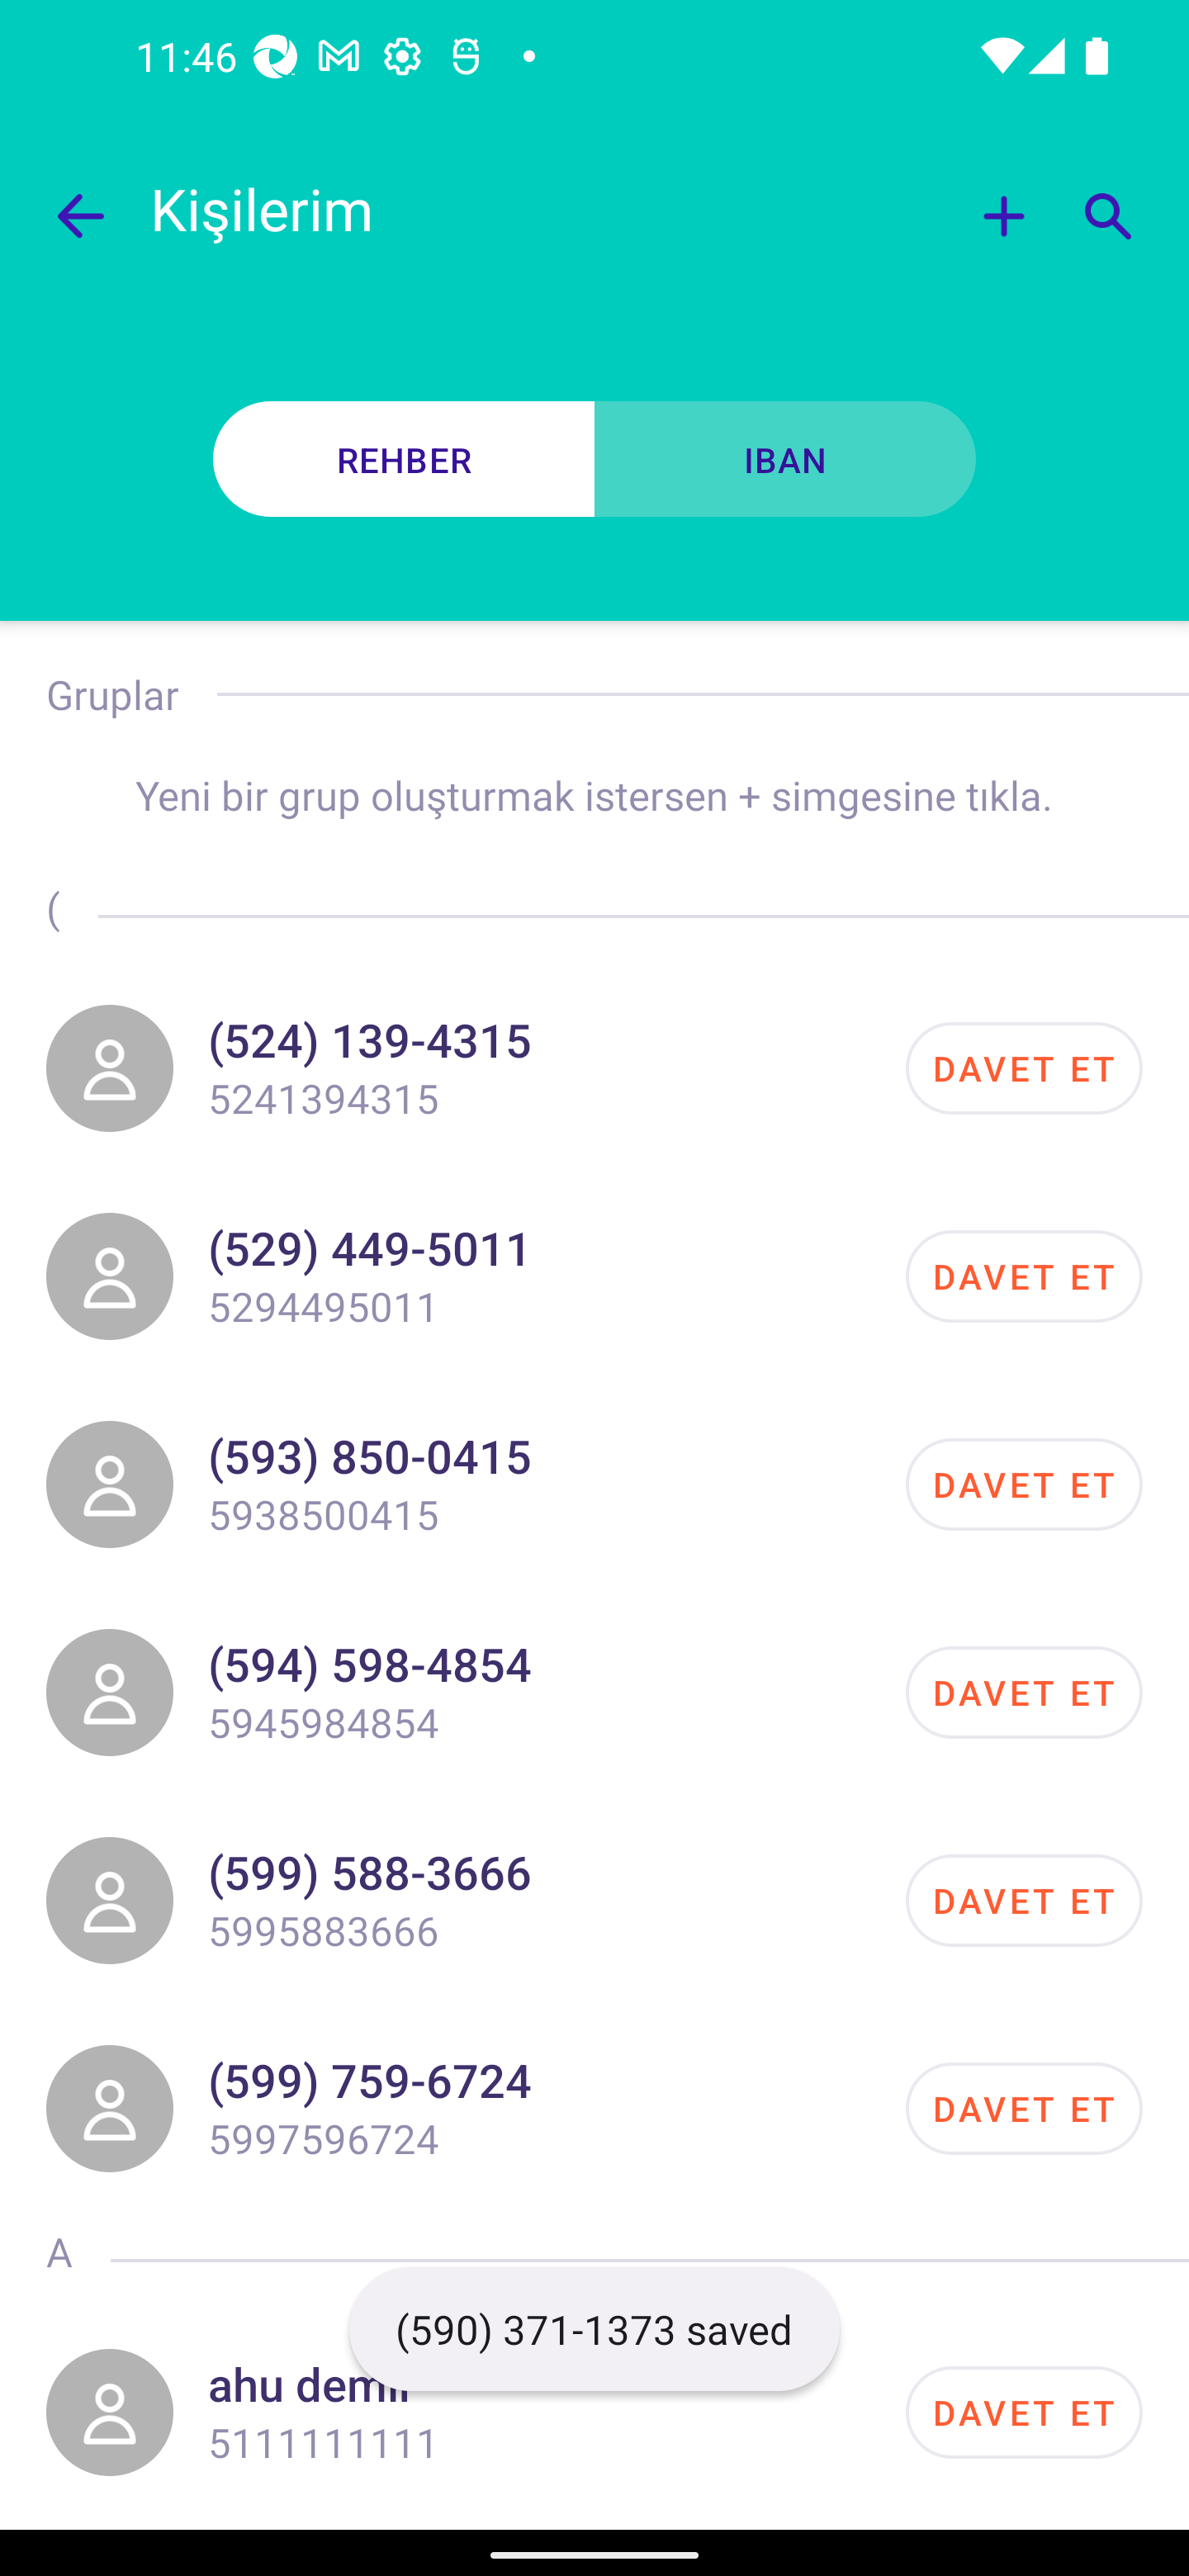 11:46
Kişilerim
REHBER
IBAN
Gruplar
Yeni bir grup oluşturmak istersen + simgesine tıkla.
(
(524) 139-4315
5241394315
DAVET ET
(529) 449-5011
5294495011
DAVET ET
(593) 850-0415
5938500415
DAVET ET
(594) 598-4854
5945984854
DAVET ET
(599) 588-3666
5995883666
DAVET ET
(599) 759-6724
5997596724
DAVET ET
A
(590) 371-1373 saved
ahu
5111111111
DAVET ET